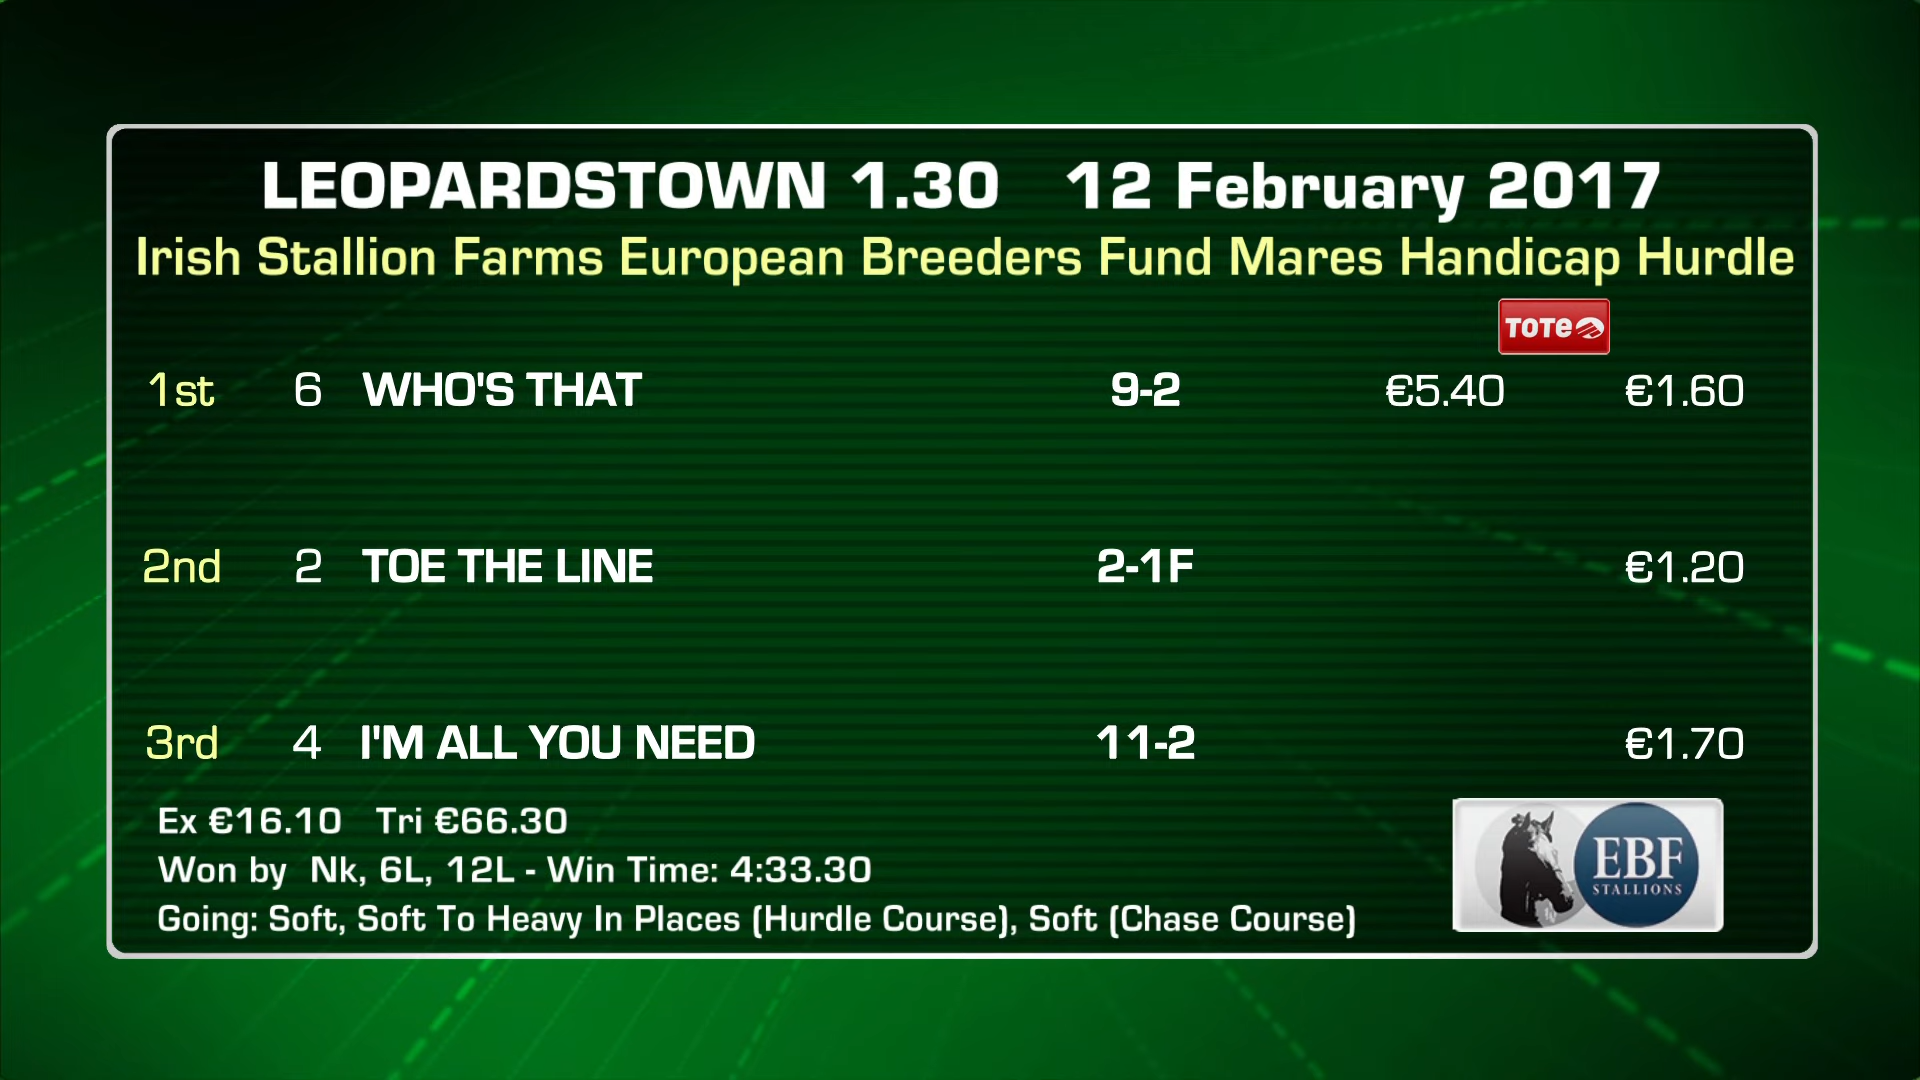 LEOPARDSTOWN 1.30 12 February 2017
Irish Stallion Farms European Breeders Fund Mares Handicap Hurdle
TOTE
1st 6 WHO'S THAT 9-2 €5.40 €1.60
2nd 2 TOE THE LINE 2-1F €1.20
3rd 4 I'M ALL YOU NEED 11-2 €1.70
Ex €16.10 Tri €66.30
Won by Nk, 6L, 12L - Win Time: 4:33.30
Going: Soft, Soft To Heavy In Places (Hurdle Course), Soft (Chase Course)
EBF
STALLIONS